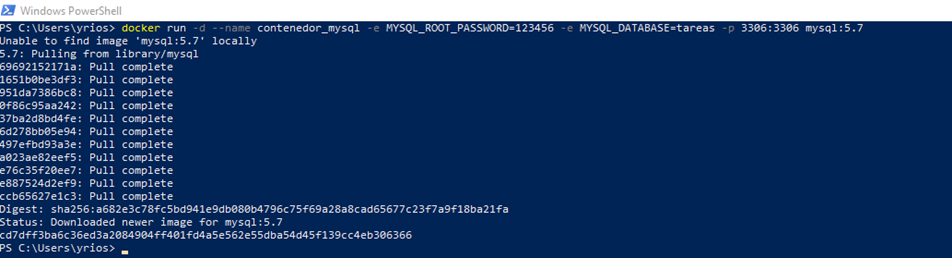 Windows PowerShell
PS C:\Users\yrios> docker run -d --name contenedor_mysql -e MYSQL_ROOT_PASSWORD=123456 -e MYSQL_DATABASE=tareas -p 3306:3306 mysql:5.7
Unable to find image 'mysql:5.7' locally
5.7: Pulling from library/mysql
69692152171a: Pull complete
1651b0be3df3: Pull complete
951da7386bc8: Pull complete
0f86c95aa242: Pull complete
37ba2d8bd4fe: Pull complete
6d278bb05e94: Pull complete
497efbd93a3e: Pull complete
a023ae82eef5: Pull complete
e76c35f20ee7: Pull complete
e887524d2ef9: Pull complete
ccb65627e1c3: Pull complete
Digest: sha256:a682e3c78fc5bd941e9db080b4796c75f69a28a8cad65677c23f7a9f18ba21fa
Status: Downloaded newer image for mysql:5.7
cd7dff3ba6c36ed3a2084904ff401fd4a5e562e55dba54d45f139cc4eb306366
PS C:\Users\yrios>